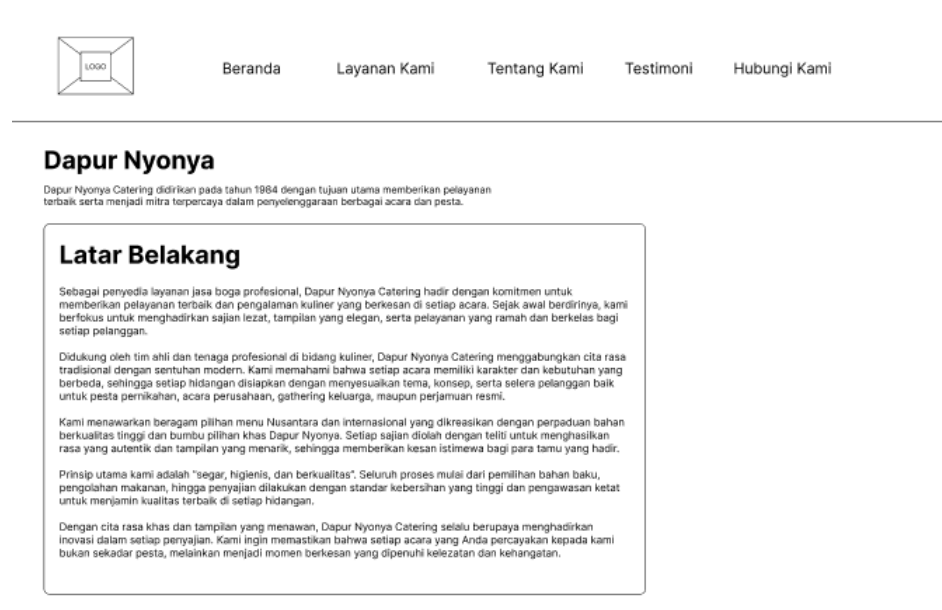 LOGO
Beranda
Layanan Kami
Tentang Kami
Testimoni
Hubungi Kami
Dapur Nyonya
Dapur Nyonya Catering didirikan pada tahun 1984 dengan tujuan utama memberikan pelayanan
terbaik serta menjadi mitra terpercaya dalam penyelenggaraan berbagai acara dan pesta.
Latar Belakang
Sebagai penyedia layanan jasa boga profesional, Dapur Nyonya Catering hadir dengan komitmen untuk
memberikan pelayanan terbaik dan pengalaman kuliner yang berkesan di setiap acara. Sejak awal berdirinya, kami
berfokus untuk menghadirkan sajian lezat, tampilan yang elegan, serta pelayanan yang ramah dan berkelas bagi
setiap pelanggan.
Didukung oleh tim ahli dan tenaga profesional di bidang kuliner, Dapur Nyonya Catering menggabungkan cita rasa
tradisional dengan sentuhan modern. Kami memahami bahwa setiap acara memiliki karakter dan kebutuhan yang
berbeda, sehingga setiap hidangan disiapkan dengan menyesuaikan tema, konsep, serta selera pelanggan baik
untuk pesta pernikahan, acara perusahaan, gathering keluarga, maupun perjamuan resmi.
Kami menawarkan beragam pilihan menu Nusantara dan internasional yang dikreasikan dengan perpaduan bahan
berkualitas tinggi dan bumbu pilihan khas Dapur Nyonya. Setiap sajian diolah dengan teliti untuk menghasilkan
rasa yang autentik dan tampilan yang menarik, sehingga memberikan kesan istimewa bagi para tamu yang hadir.
Prinsip utama kami adalah "segar, higienis, dan berkualitas". Seluruh proses mulai dari pemilihan bahan baku,
pengolahan makanan, hingga penyajian dilakukan dengan standar kebersihan yang tinggi dan pengawasan ketat
untuk menjamin kualitas terbaik di setiap hidangan.
Dengan cita rasa khas dan tampilan yang menawan, Dapur Nyonya Catering selalu berupaya menghadirkan
inovasi dalam setiap penyajian. Kami ingin memastikan bahwa setiap acara yang Anda percayakan kepada kami
bukan sekadar pesta, melainkan menjadi momen berkesan yang dipenuhi kelezatan dan kehangatan.